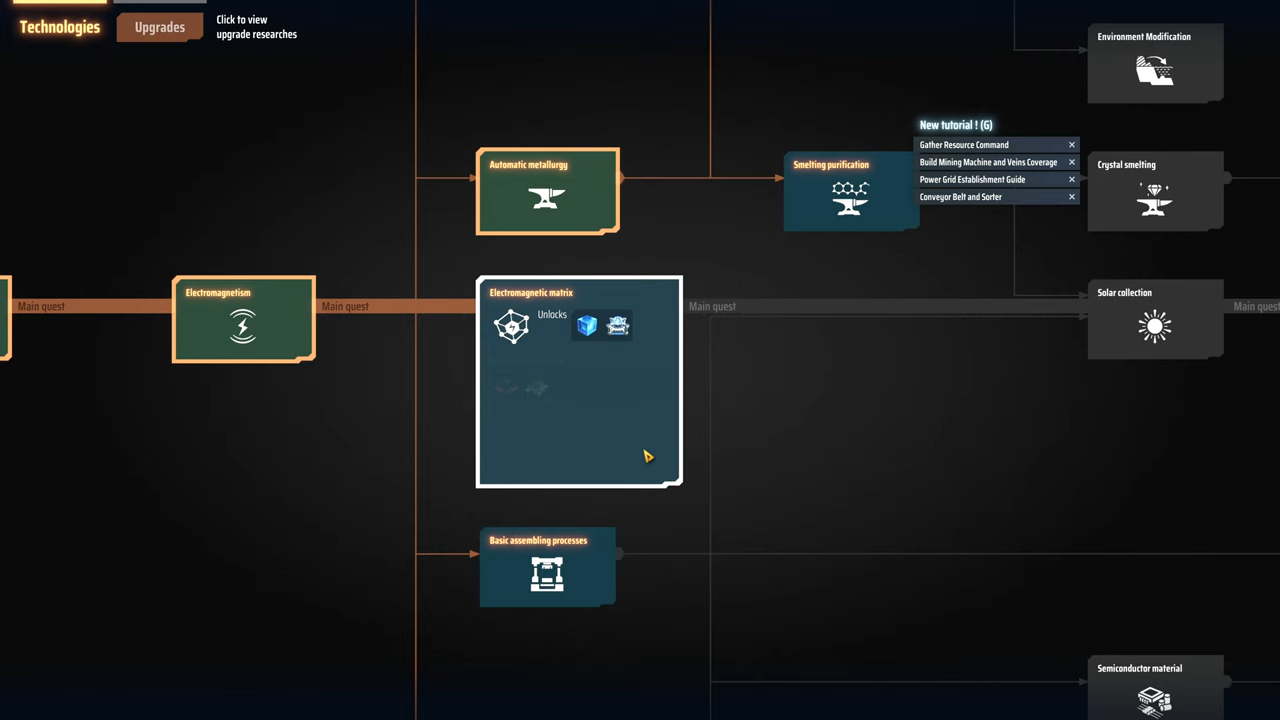 Technologies
Upgrades
Click to view
upgrade researches
Environment Modification
New tutorial ! (G)
Gather Resource Command
Build Mining Machine and Veins Coverage
Power Grid Establishment Guide
Conveyor Belt and Sorter
Automatic metallurgy
Smelting purification
Crystal smelting
Main quest
Electromagnetism
Main quest
Electromagnetic matrix
Unlocks
Main quest
Solar collection
Main quest
Basic assembling processes
Semiconductor material